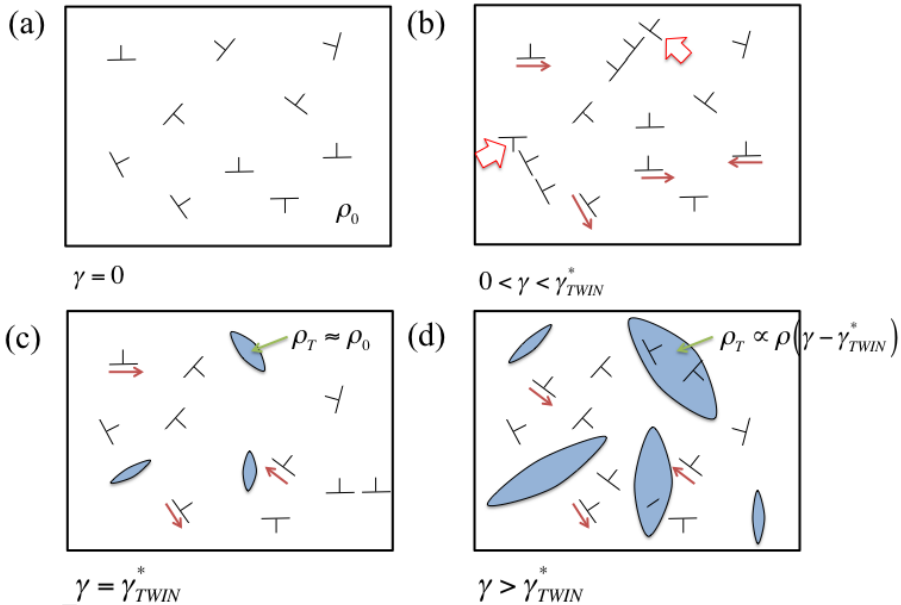 (a)
ρ₀
γ = 0
(b)
0 < γ < γ*TWIN
(c)
ρT ≈ ρ₀
γ = γ*TWIN
(d)
ρT ∝ ρ(γ − γ*TWIN)
γ > γ*TWIN